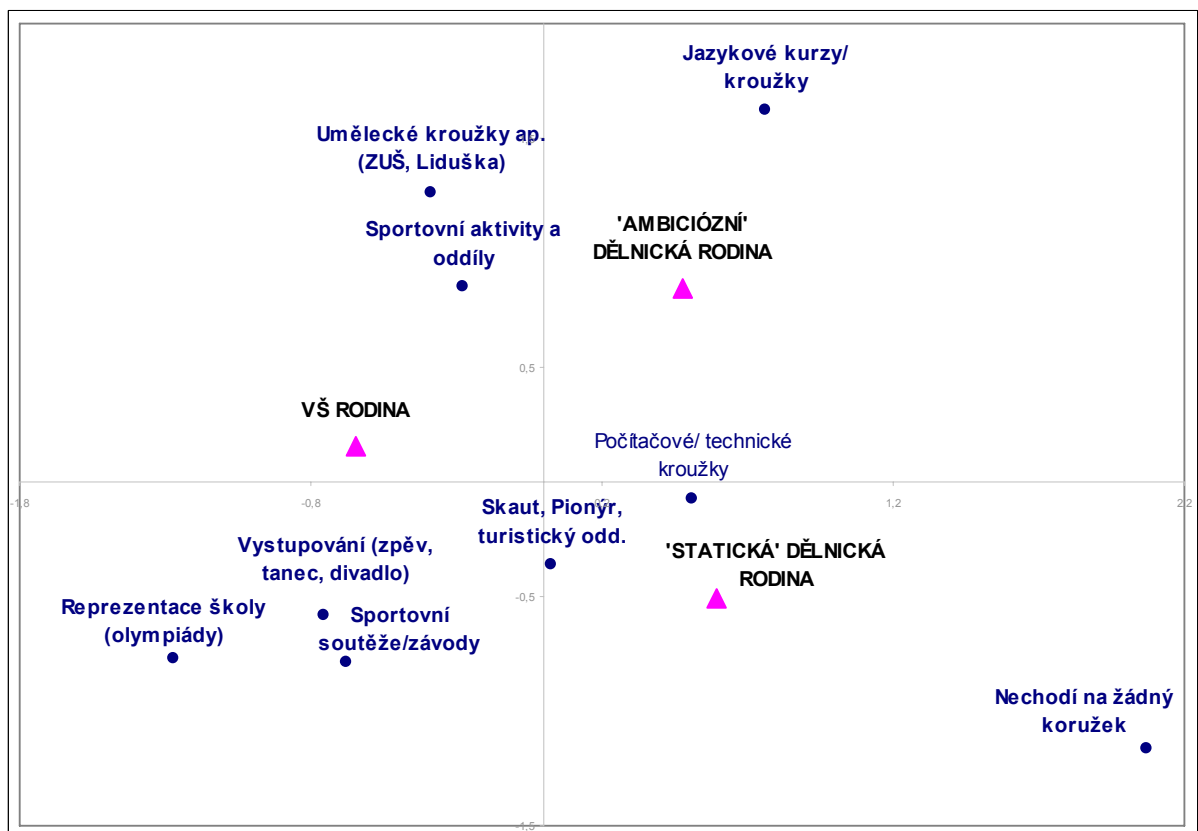 Jazykové kurzy/
kroužky
Umělecké kroužky ap.
(ZUŠ, Liduška)
'AMBICIÓZNÍ'
DĚLNICKÁ RODINA
Sportovní aktivity a
oddíly
0,5
VŠ RODINA
Počítačové/ technické
kroužky
-1,8
-0,8
1,2
2,2
Skaut, Pionýr,
turistický odd.
Vystupování (zpěv,
tanec, divadlo)
'STATICKÁ' DĚLNICKÁ
RODINA
-0,5
Reprezentace školy
(olympiády)
Sportovní
soutěže/závody
Nechodí na žádný
koružek
-1,5